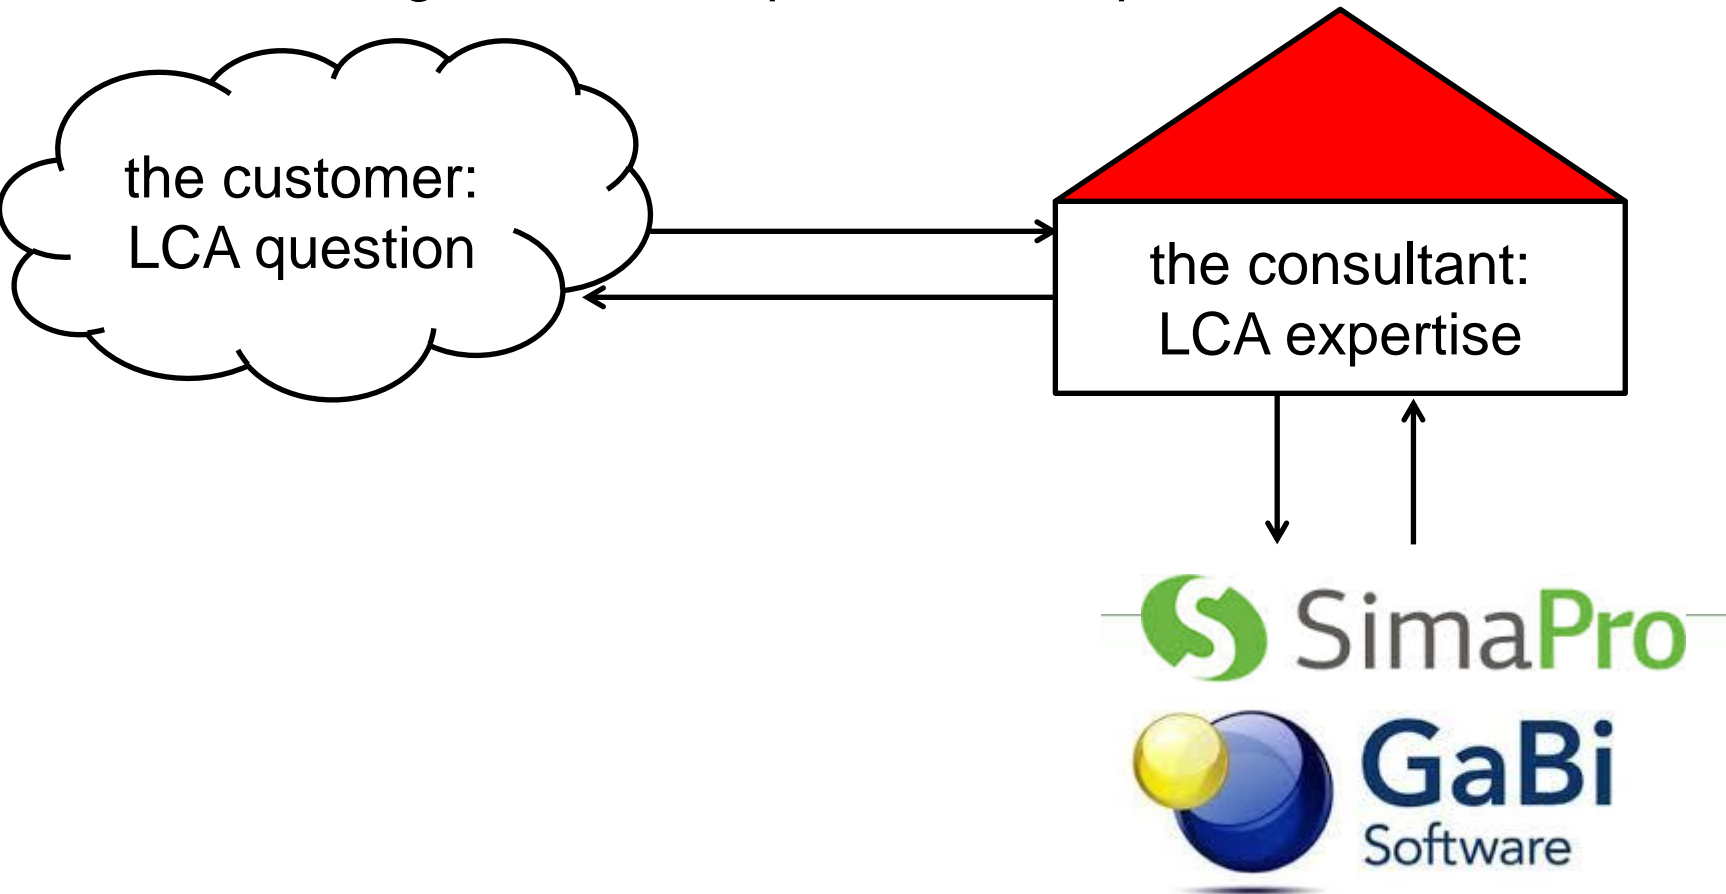 the customer:
LCA question
the consultant:
LCA expertise
SimaPro
GaBi
Software